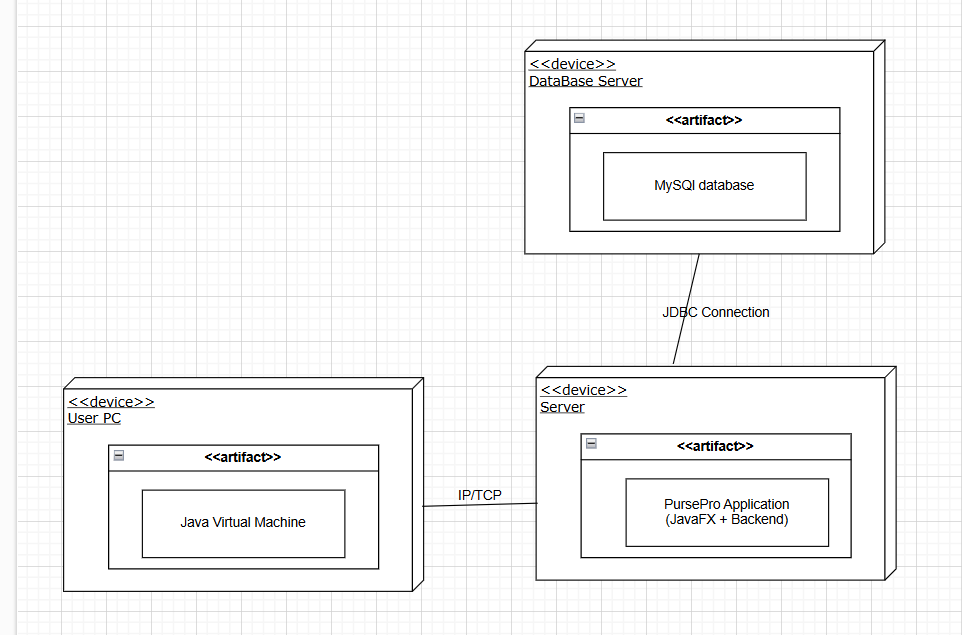 <<device>>
DataBase Server
<<artifact>>
MySQl database
JDBC Connection
<<device>>
User PC
<<artifact>>
Java Virtual Machine
IP/TCP
<<device>>
Server
<<artifact>>
PursePro Application
(JavaFX + Backend)